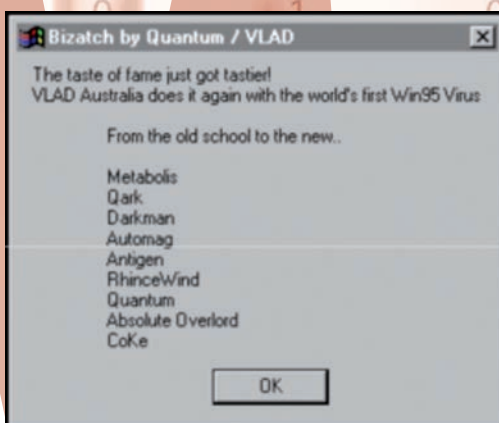 Bizatch by Quantum / VLAD
The taste of fame just got tastier!
VLAD Australia does it again with the world's first Win95 Virus
From the old school to the new..
Metabolis
Qark
Darkman
Automag
Antigen
RhinceWind
Quantum
Absolute Overlord
CoKe
OK